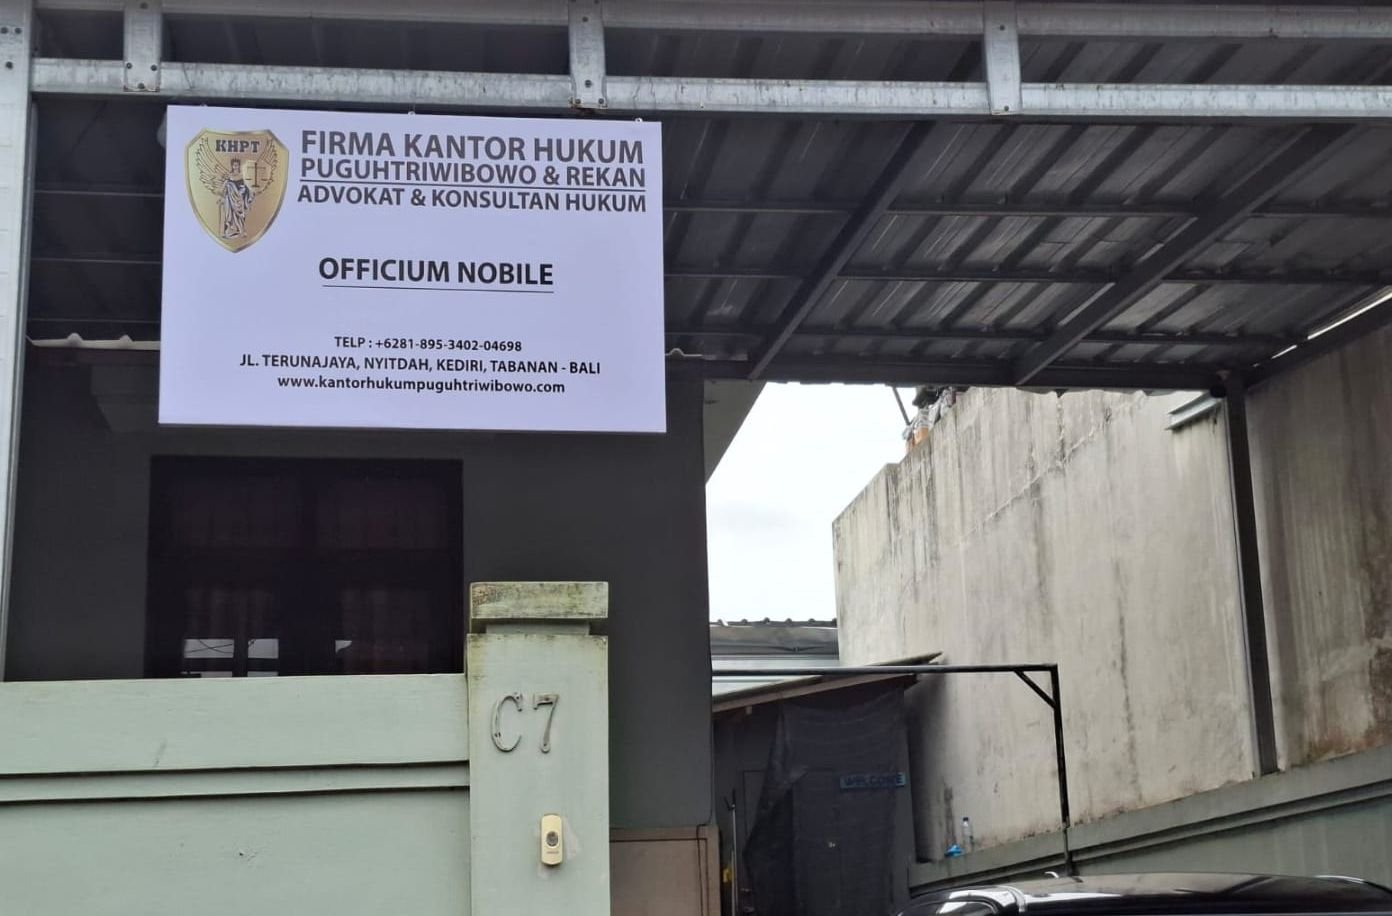 KHPT
FIRMA KANTOR HUKUM
PUGUHTRIWIBOWO & REKAN
ADVOKAT & KONSULTAN HUKUM
OFFICIUM NOBILE
TELP : +6281-895-3402-04698
JL. TERUNAJAYA, NYITDAH, KEDIRI, TABANAN - BALI
www.kantorhukumpuguhtriwibowo.com
C7
WELCOME